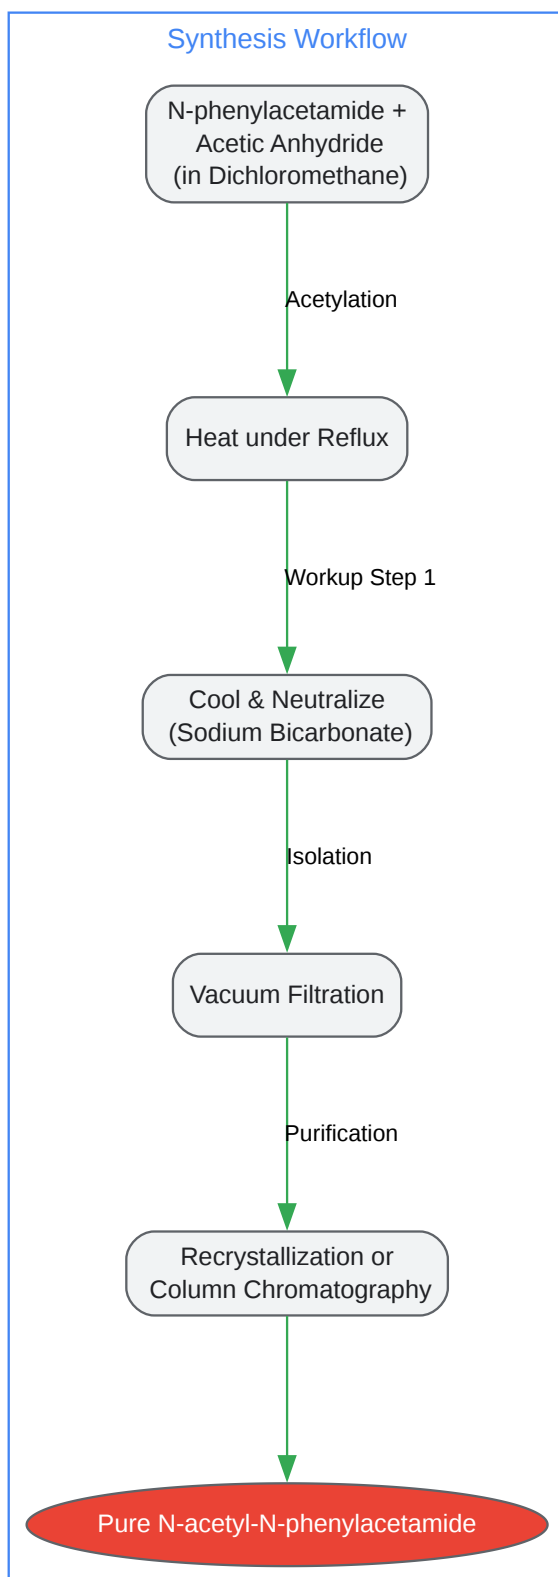 Synthesis Workflow
N-phenylacetamide +
Acetic Anhydride
(in Dichloromethane)
Acetylation
Heat under Reflux
Workup Step 1
Cool & Neutralize
(Sodium Bicarbonate)
Isolation
Vacuum Filtration
Purification
Recrystallization or
Column Chromatography
Pure N-acetyl-N-phenylacetamide